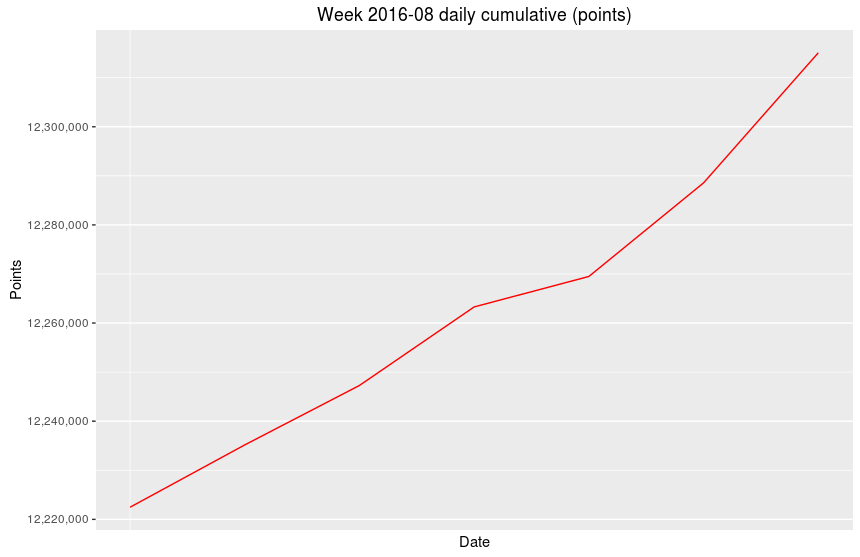 Week 2016-08 daily cumulative (points)
12,300,000
12,280,000
12,260,000
12,240,000
12,220,000
Points
Date